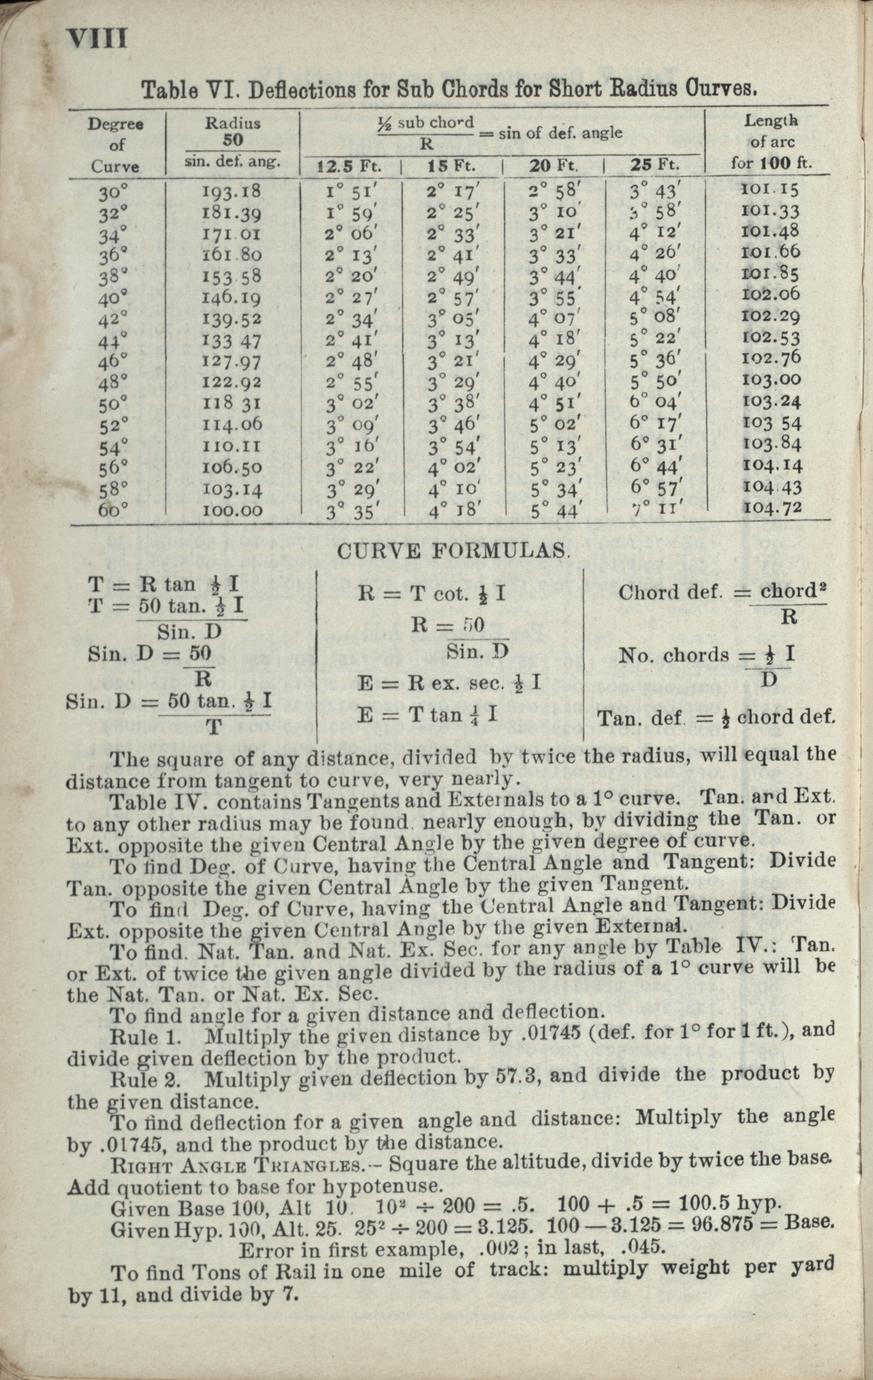 VIII
Table VI. Deflections for Sub Chords for Short Radius Curves.
Degree of Curve | Radius 50 / sin. def. ang. | ½ sub chord / R = sin of def. angle | Length of arc for 100 ft.
12.5 Ft. | 15 Ft. | 20 Ft. | 25 Ft.
30° 193.18 1° 51′ 2° 17′ 2° 58′ 3° 43′ 101.15
32° 181.39 1° 59′ 2° 25′ 3° 10′ 3° 58′ 101.33
34° 171 01 2° 06′ 2° 33′ 3° 21′ 4° 12′ 101.48
36° 161.80 2° 13′ 2° 41′ 3° 33′ 4° 26′ 101.66
38° 153 58 2° 20′ 2° 49′ 3° 44′ 4° 40′ 101.85
40° 146.19 2° 27′ 2° 57′ 3° 55′ 4° 54′ 102.06
42° 139.52 2° 34′ 3° 05′ 4° 07′ 5° 08′ 102.29
44° 133 47 2° 41′ 3° 13′ 4° 18′ 5° 22′ 102.53
46° 127.97 2° 48′ 3° 21′ 4° 29′ 5° 36′ 102.76
48° 122.92 2° 55′ 3° 29′ 4° 40′ 5° 50′ 103.00
50° 118 31 3° 02′ 3° 38′ 4° 51′ 6° 04′ 103.24
52° 114.06 3° 09′ 3° 46′ 5° 02′ 6° 17′ 103 54
54° 110.11 3° 16′ 3° 54′ 5° 13′ 6° 31′ 103.84
56° 106.50 3° 22′ 4° 02′ 5° 23′ 6° 44′ 104.14
58° 103.14 3° 29′ 4° 10′ 5° 34′ 6° 57′ 104 43
60° 100.00 3° 35′ 4° 18′ 5° 44′ 7° 11′ 104.72
CURVE FORMULAS.
T = R tan ½ I
T = 50 tan. ½ I
Sin. D
Sin. D = 50
R
Sin. D = 50 tan. ½ I
T
R = T cot. ½ I
R = 50
Sin. D
E = R ex. sec. ½ I
E = T tan ¼ I
Chord def. = chord²
R
No. chords = ½ I
D
Tan. def. = ½ chord def.
The square of any distance, divided by twice the radius, will equal the
distance from tangent to curve, very nearly.
Table IV. contains Tangents and Externals to a 1° curve. Tan. and Ext.
to any other radius may be found. nearly enough, by dividing the Tan. or
Ext. opposite the given Central Angle by the given degree of curve.
To find Deg. of Curve, having the Central Angle and Tangent: Divide
Tan. opposite the given Central Angle by the given Tangent.
To find Deg. of Curve, having the Central Angle and Tangent: Divide
Ext. opposite the given Central Angle by the given External.
To find. Nat. Tan. and Nat. Ex. Sec. for any angle by Table IV.: Tan.
or Ext. of twice the given angle divided by the radius of a 1° curve will be
the Nat. Tan. or Nat. Ex. Sec.
To find angle for a given distance and deflection.
Rule 1. Multiply the given distance by .01745 (def. for 1° for 1 ft.), and
divide given deflection by the product.
Rule 2. Multiply given deflection by 57.3, and divide the product by
the given distance.
To find deflection for a given angle and distance: Multiply the angle
by .01745, and the product by the distance.
RIGHT ANGLE TRIANGLES.-- Square the altitude, divide by twice the base.
Add quotient to base for hypotenuse.
Given Base 100, Alt 10. 10² ÷ 200 = .5. 100 + .5 = 100.5 hyp.
Given Hyp. 100, Alt. 25. 25² ÷ 200 = 3.125. 100 — 3.125 = 96.875 = Base.
Error in first example, .002; in last, .045.
To find Tons of Rail in one mile of track: multiply weight per yard
by 11, and divide by 7.